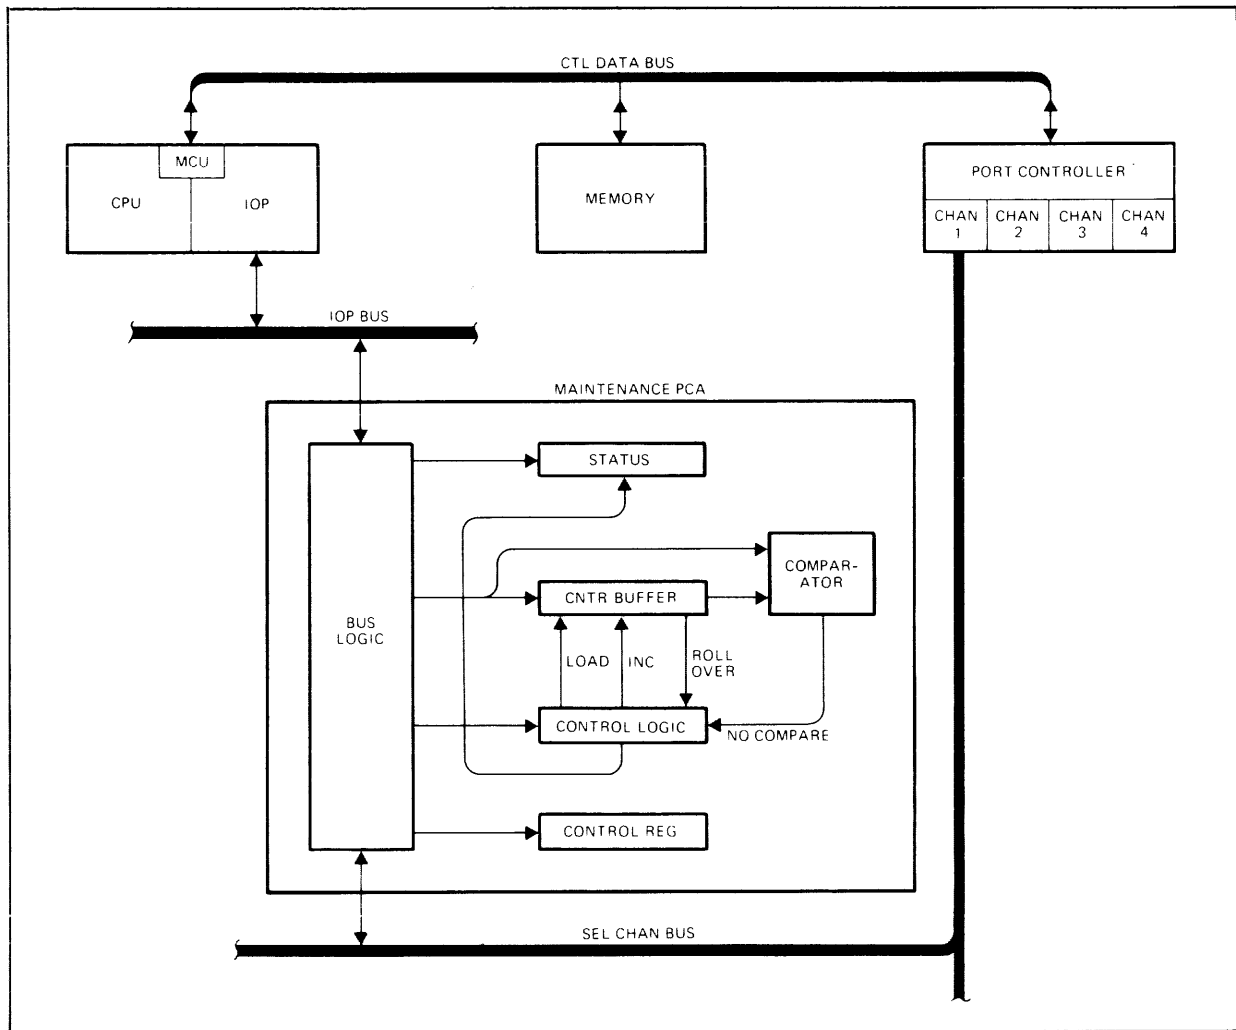 CTL DATA BUS
MCU
CPU
IOP
MEMORY
PORT CONTROLLER
CHAN
1
CHAN
2
CHAN
3
CHAN
4
IOP BUS
MAINTENANCE PCA
STATUS
COMPAR-
ATOR
CNTR BUFFER
BUS
LOGIC
LOAD
INC
ROLL
OVER
CONTROL LOGIC
NO COMPARE
CONTROL REG
SEL CHAN BUS